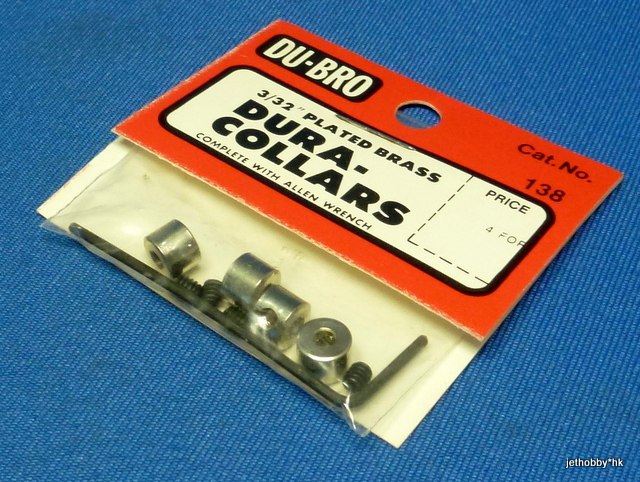 DU-BRO
3/32" PLATED BRASS
DURA-
COLLARS
COMPLETE WITH ALLEN WRENCH
Cat.No.
138
PRICE
4 FOR
jethobby*hk